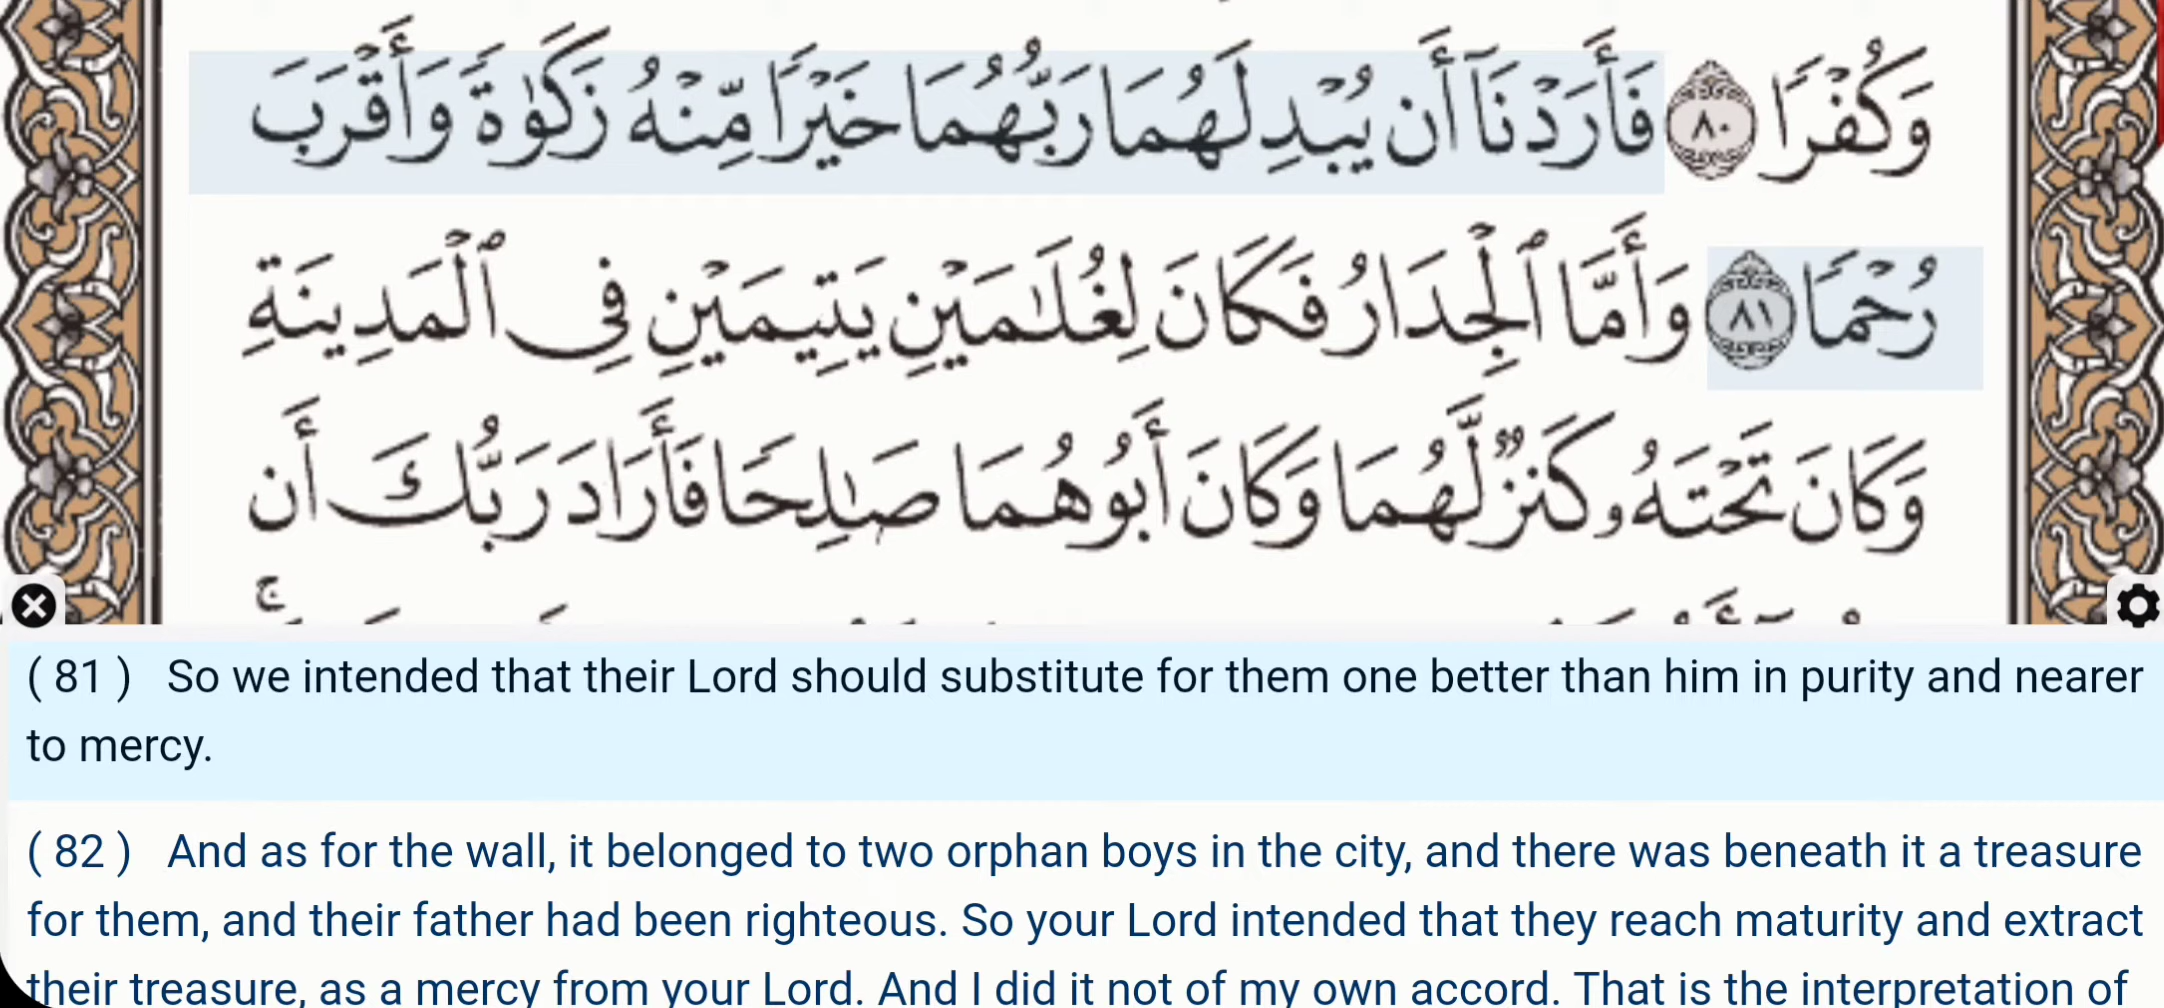 وَكُفْرًا ٨٠ فَأَرَدْنَآ أَن يُبْدِلَهُمَا رَبُّهُمَا خَيْرًا مِّنْهُ زَكَوٰةً وَأَقْرَبَ
رُحْمًا ٨١ وَأَمَّا ٱلْجِدَارُ فَكَانَ لِغُلَـٰمَيْنِ يَتِيمَيْنِ فِى ٱلْمَدِينَةِ
وَكَانَ تَحْتَهُۥ كَنزٌ لَّهُمَا وَكَانَ أَبُوهُمَا صَـٰلِحًا فَأَرَادَ رَبُّكَ أَن
( 81 ) So we intended that their Lord should substitute for them one better than him in purity and nearer
to mercy.
( 82 ) And as for the wall, it belonged to two orphan boys in the city, and there was beneath it a treasure
for them, and their father had been righteous. So your Lord intended that they reach maturity and extract
their treasure, as a mercy from your Lord. And I did it not of my own accord. That is the interpretation of